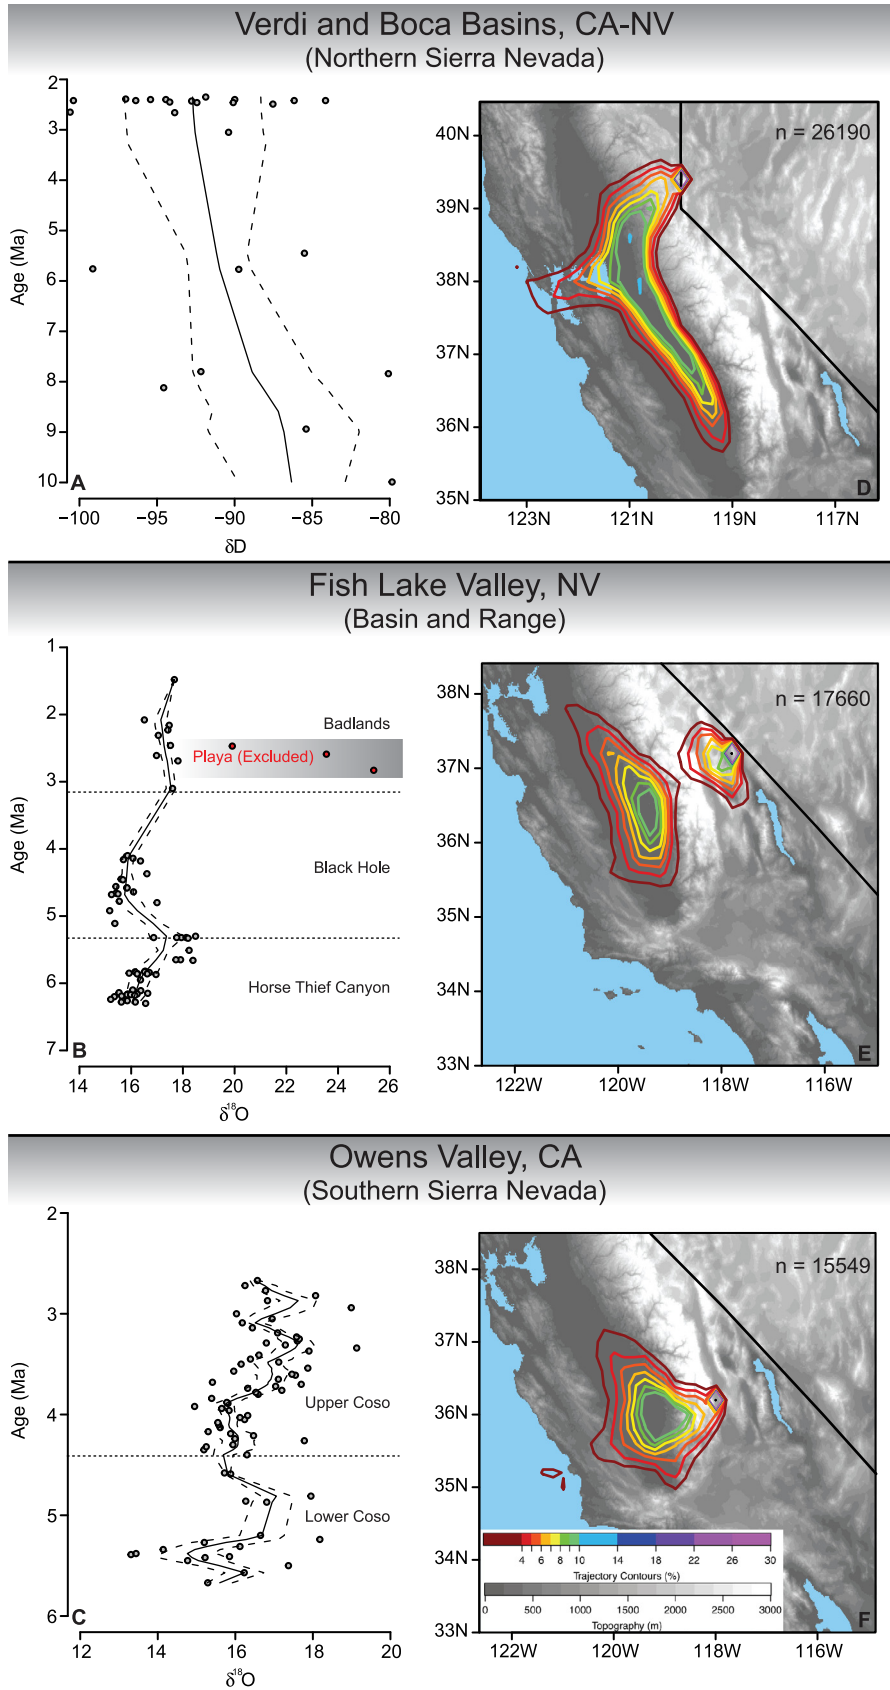 Verdi and Boca Basins, CA-NV
(Northern Sierra Nevada)
2
3
4
5
6
7
8
9
10
Age (Ma)
A
−100
−95
−90
−85
−80
δD
n = 26190
40N
39N
38N
37N
36N
35N
D
123N
121N
119N
117N
Fish Lake Valley, NV
(Basin and Range)
1
2
3
4
5
6
7
Age (Ma)
Badlands
Playa (Excluded)
Black Hole
Horse Thief Canyon
B
14
16
18
20
22
24
26
δ18O
n = 17660
38N
37N
36N
35N
34N
33N
E
122W
120W
118W
116W
Owens Valley, CA
(Southern Sierra Nevada)
2
3
4
5
6
Age (Ma)
Upper Coso
Lower Coso
C
12
14
16
18
20
δ18O
n = 15549
38N
37N
36N
35N
34N
33N
4 6 8 10 14 18 22 26 30
Trajectory Contours (%)
0 500 1000 1500 2000 2500 3000
Topography (m)
F
122W
120W
118W
116W